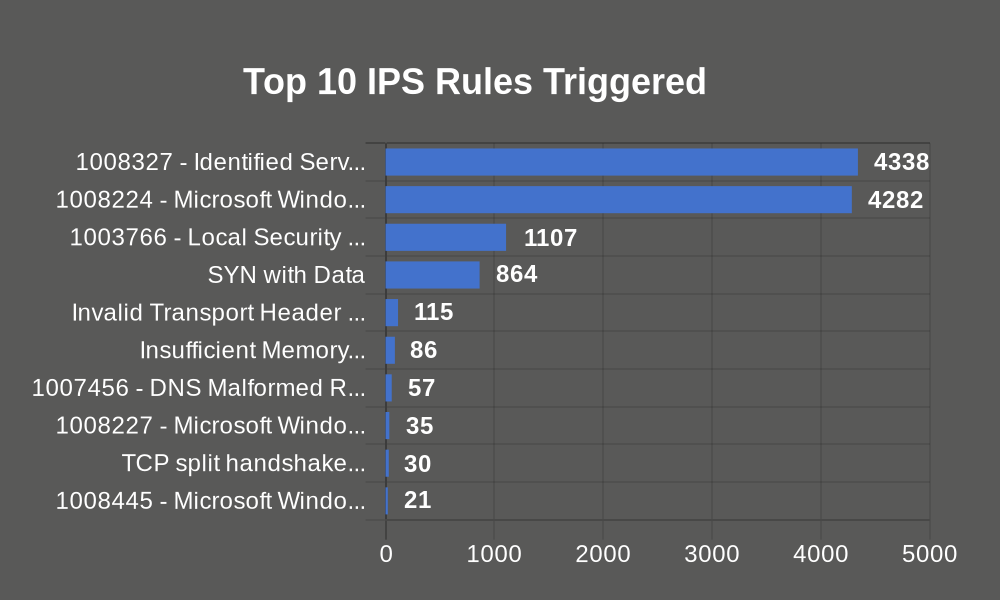 Top 10 IPS Rules Triggered
1008327 - Identified Serv... 4338
1008224 - Microsoft Windo... 4282
1003766 - Local Security ... 1107
SYN with Data 864
Invalid Transport Header ... 115
Insufficient Memory... 86
1007456 - DNS Malformed R... 57
1008227 - Microsoft Windo... 35
TCP split handshake... 30
1008445 - Microsoft Windo... 21
0 1000 2000 3000 4000 5000